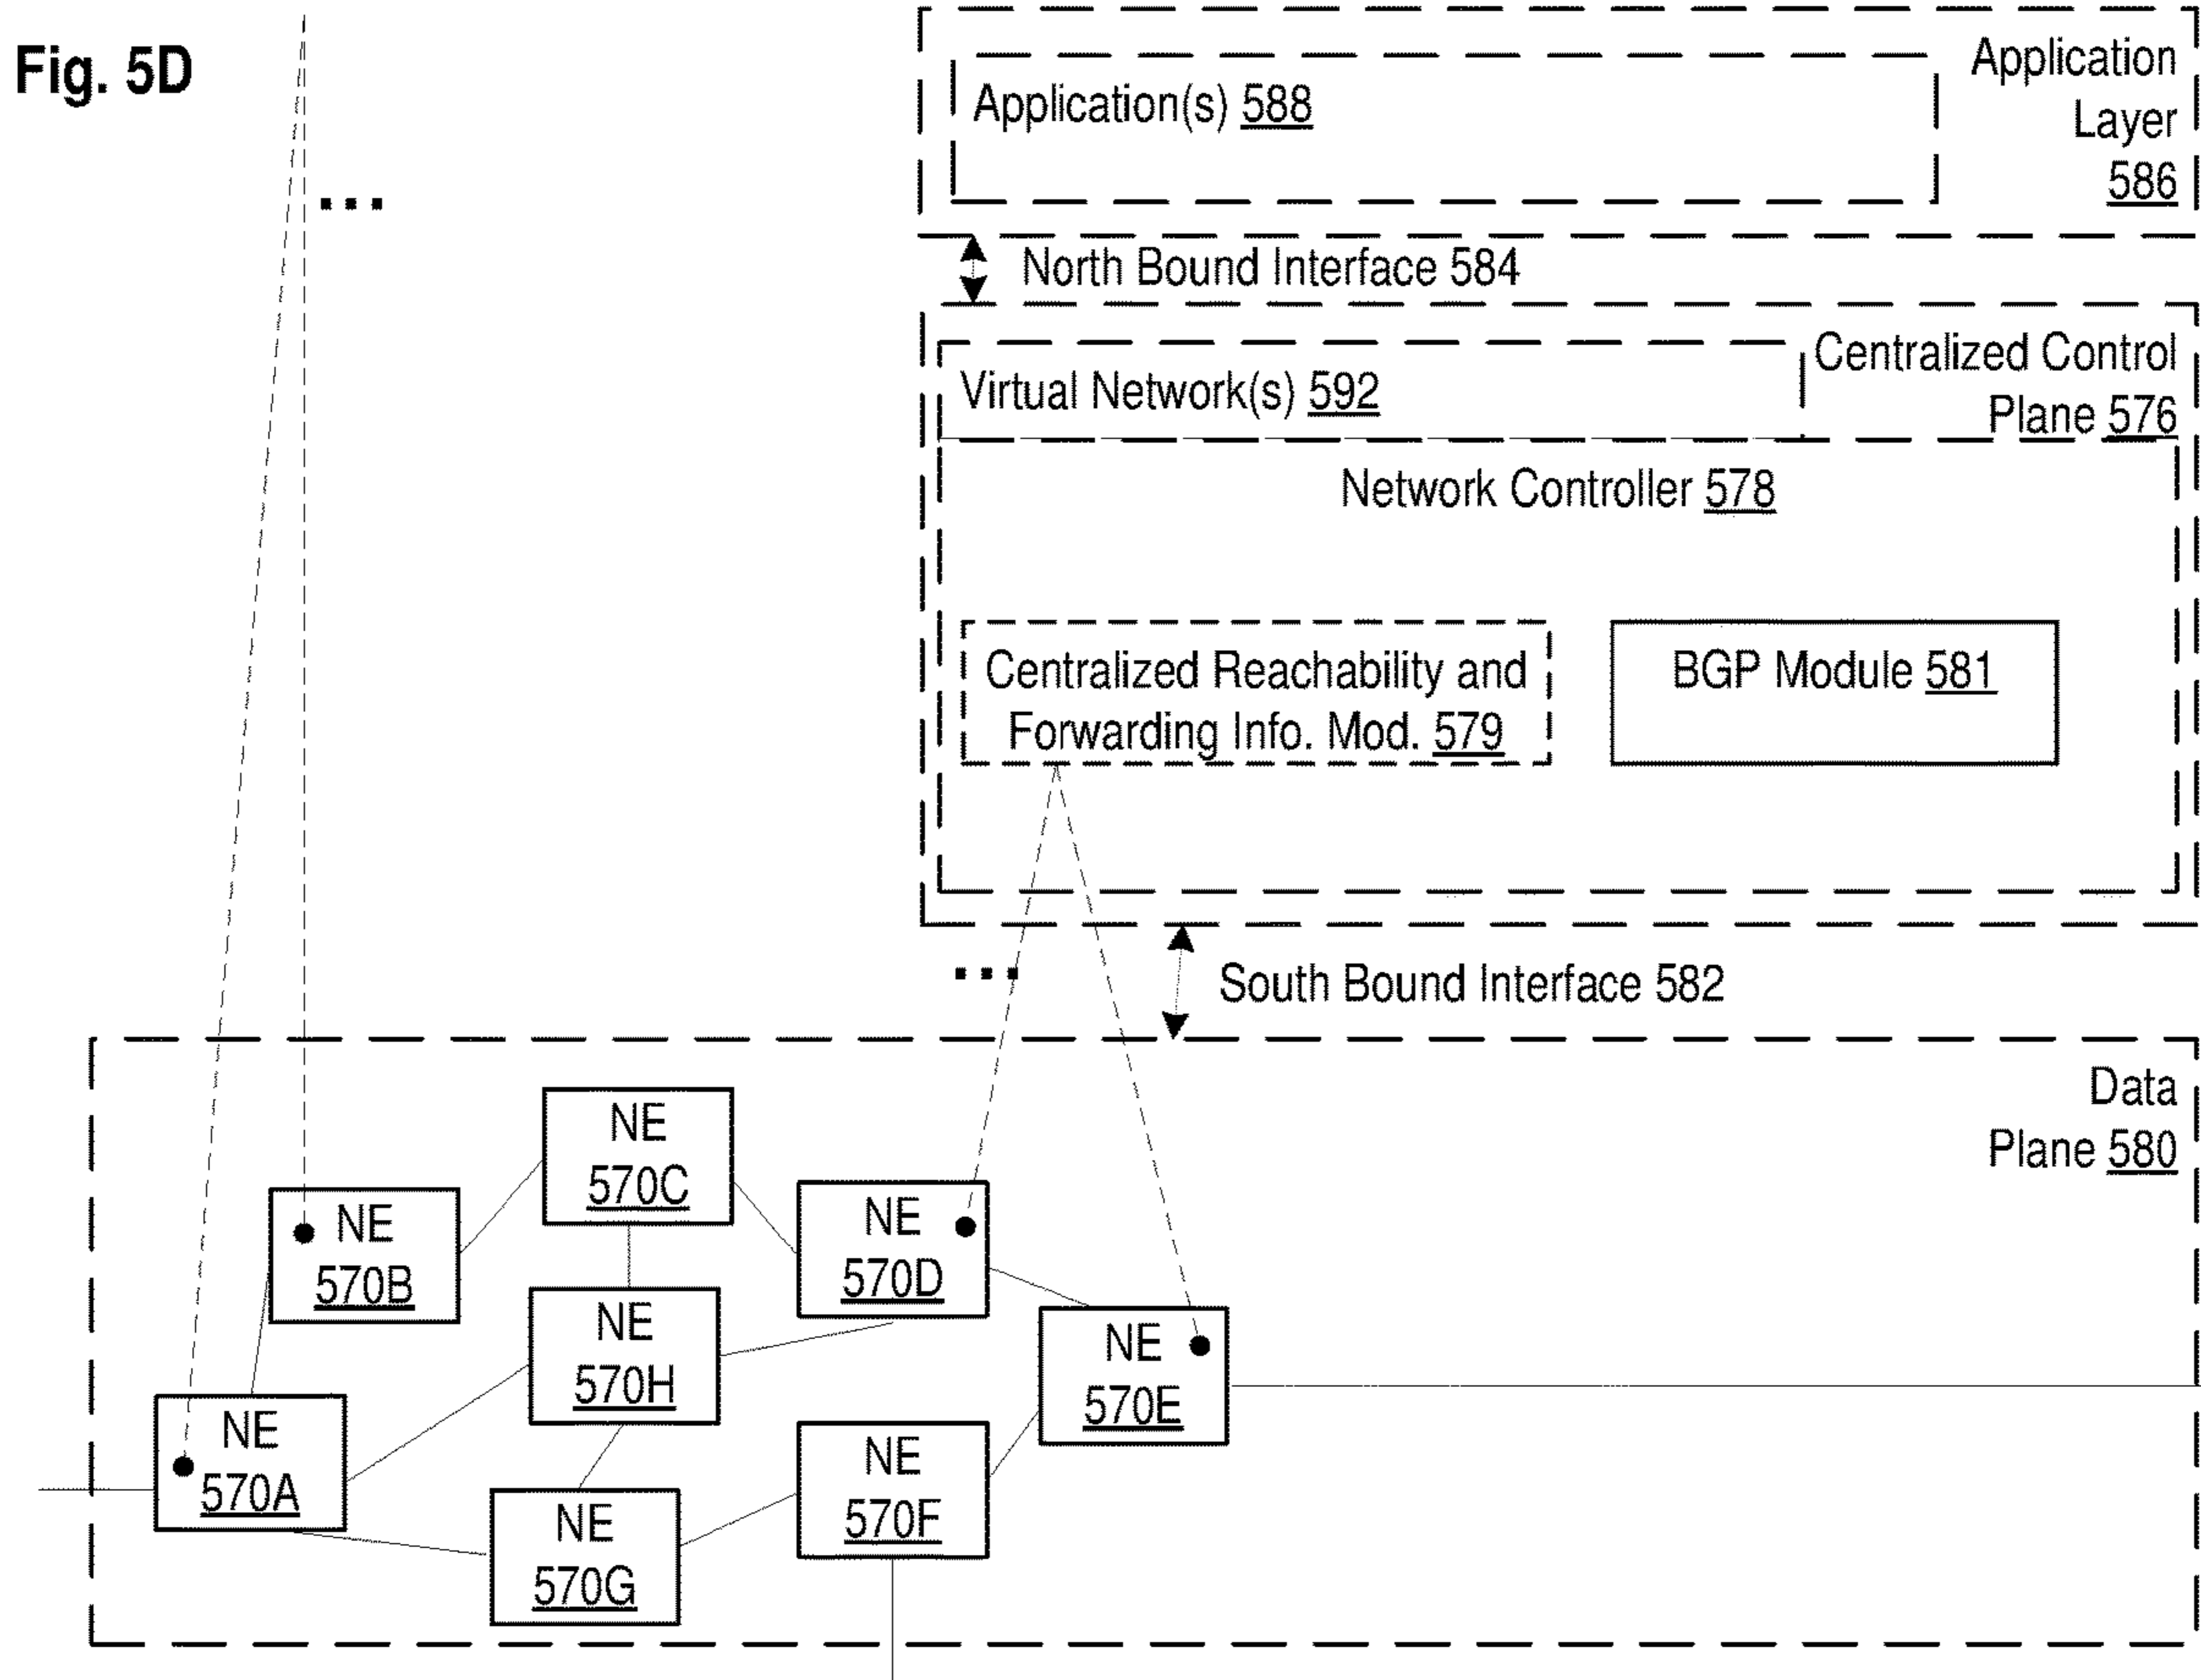 Fig. 5D
Application(s) 588
Application
Layer
586
North Bound Interface 584
Virtual Network(s) 592
Centralized Control
Plane 576
Network Controller 578
Centralized Reachability and
Forwarding Info. Mod. 579
BGP Module 581
...
...
South Bound Interface 582
Data
Plane 580
NE
570C
NE
570B
NE
570D
NE
570H
NE
570E
NE
570A
NE
570F
NE
570G